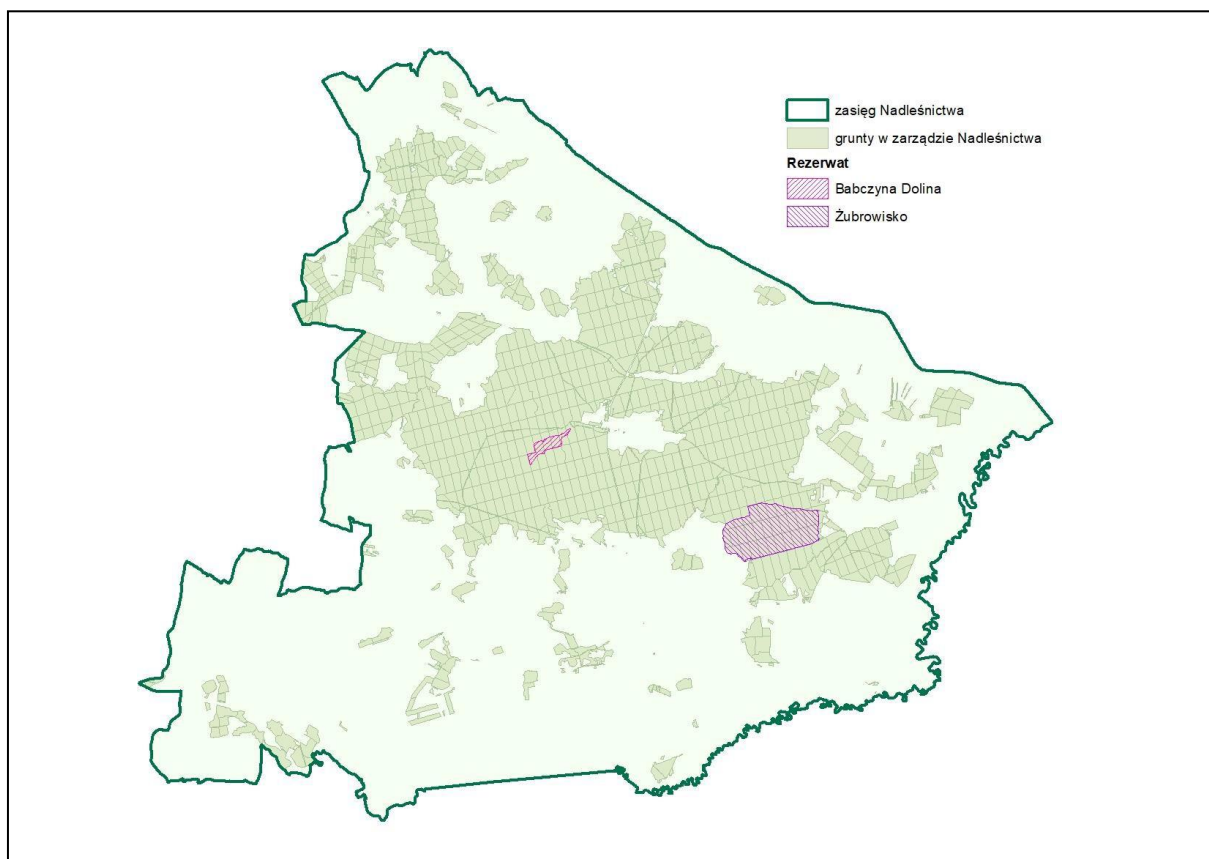 zasięg Nadleśnictwa
grunty w zarządzie Nadleśnictwa
Rezerwat
Babczyna Dolina
Żubrowisko